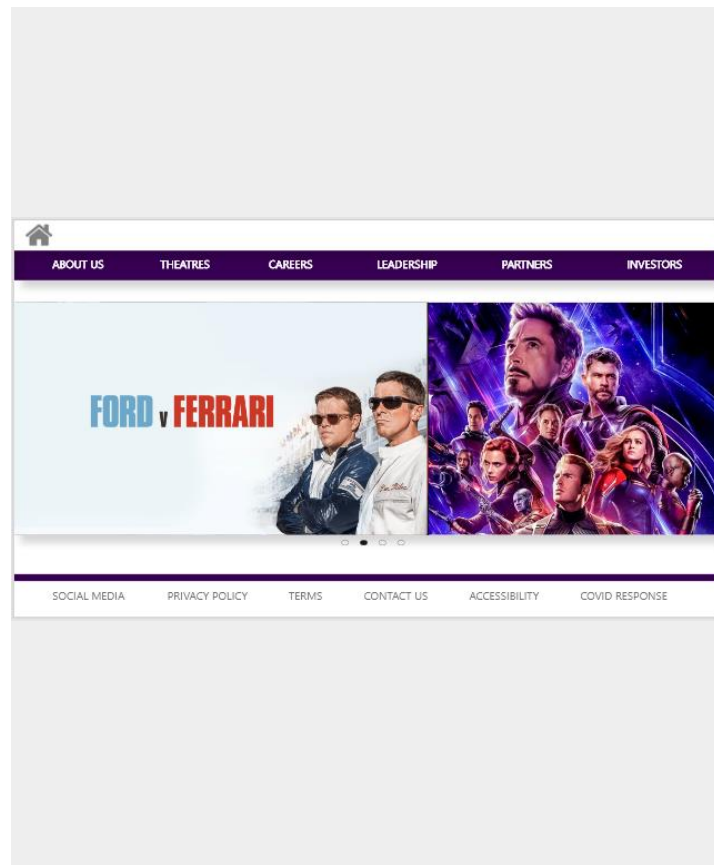 ABOUT US THEATRES CAREERS LEADERSHIP PARTNERS INVESTORS
FORD v FERRARI
SOCIAL MEDIA PRIVACY POLICY TERMS CONTACT US ACCESSIBILITY COVID RESPONSE